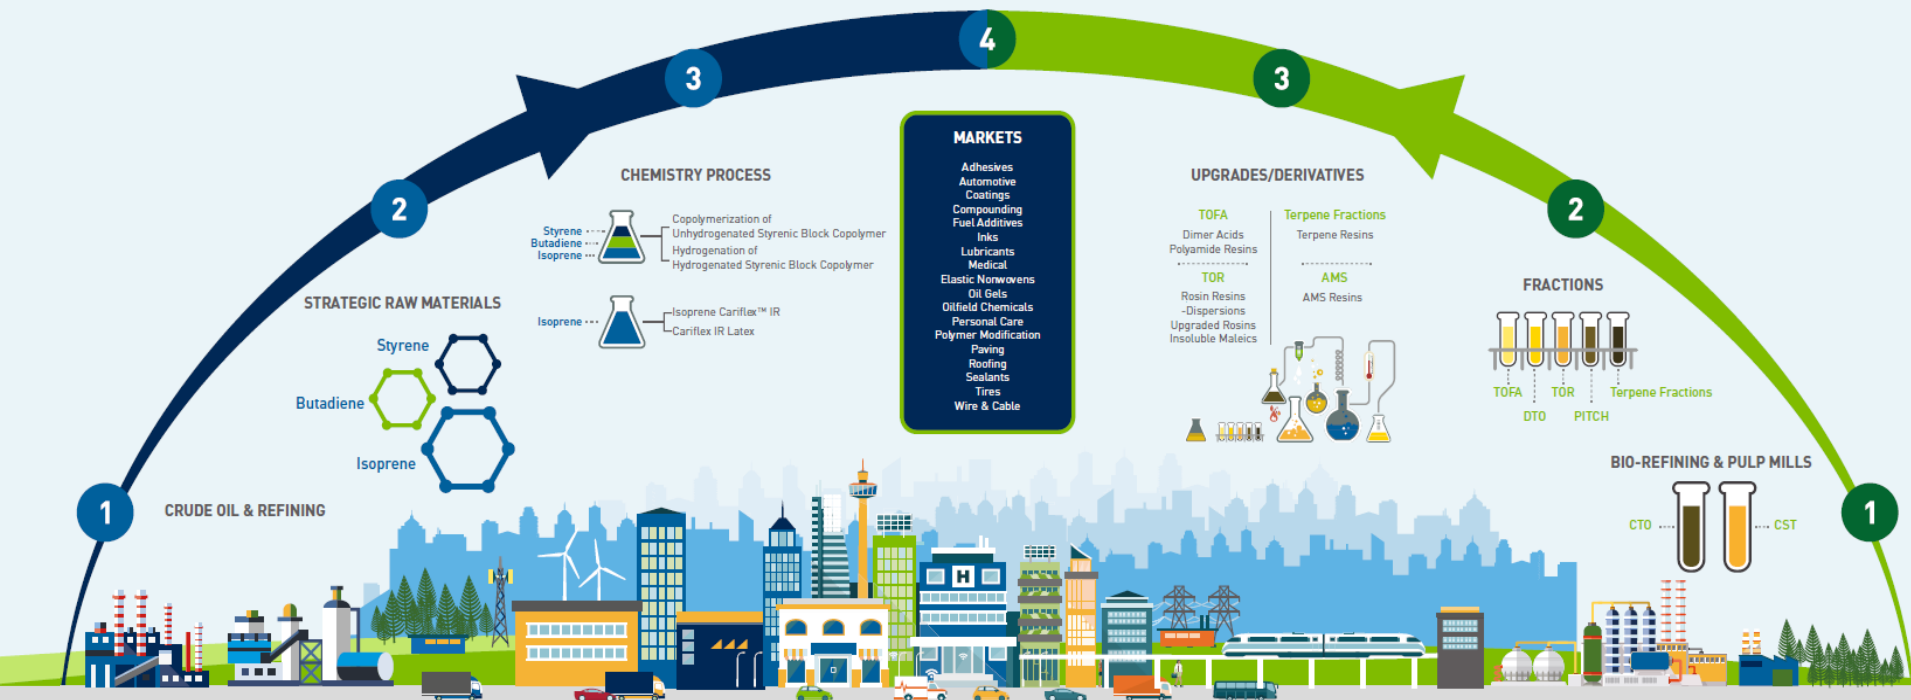 4
3
3
2
2
1
1
MARKETS
Adhesives
Automotive
Coatings
Compounding
Fuel Additives
Inks
Lubricants
Medical
Elastic Nonwovens
Oil Gels
Oilfield Chemicals
Personal Care
Polymer Modification
Paving
Roofing
Sealants
Tires
Wire & Cable
CHEMISTRY PROCESS
Styrene
Butadiene
Isoprene
Copolymerization of
Unhydrogenated Styrenic Block Copolymer
Hydrogenation of
Hydrogenated Styrenic Block Copolymer
Isoprene
Isoprene Cariflex™ IR
Cariflex IR Latex
STRATEGIC RAW MATERIALS
Styrene
Butadiene
Isoprene
CRUDE OIL & REFINING
UPGRADES/DERIVATIVES
TOFA
Dimer Acids
Polyamide Resins
TOR
Rosin Resins
-Dispersions
Upgraded Rosins
Insoluble Maleics
Terpene Fractions
Terpene Resins
AMS
AMS Resins
FRACTIONS
TOFA
DTO
TOR
PITCH
Terpene Fractions
BIO-REFINING & PULP MILLS
CTO
CST
H